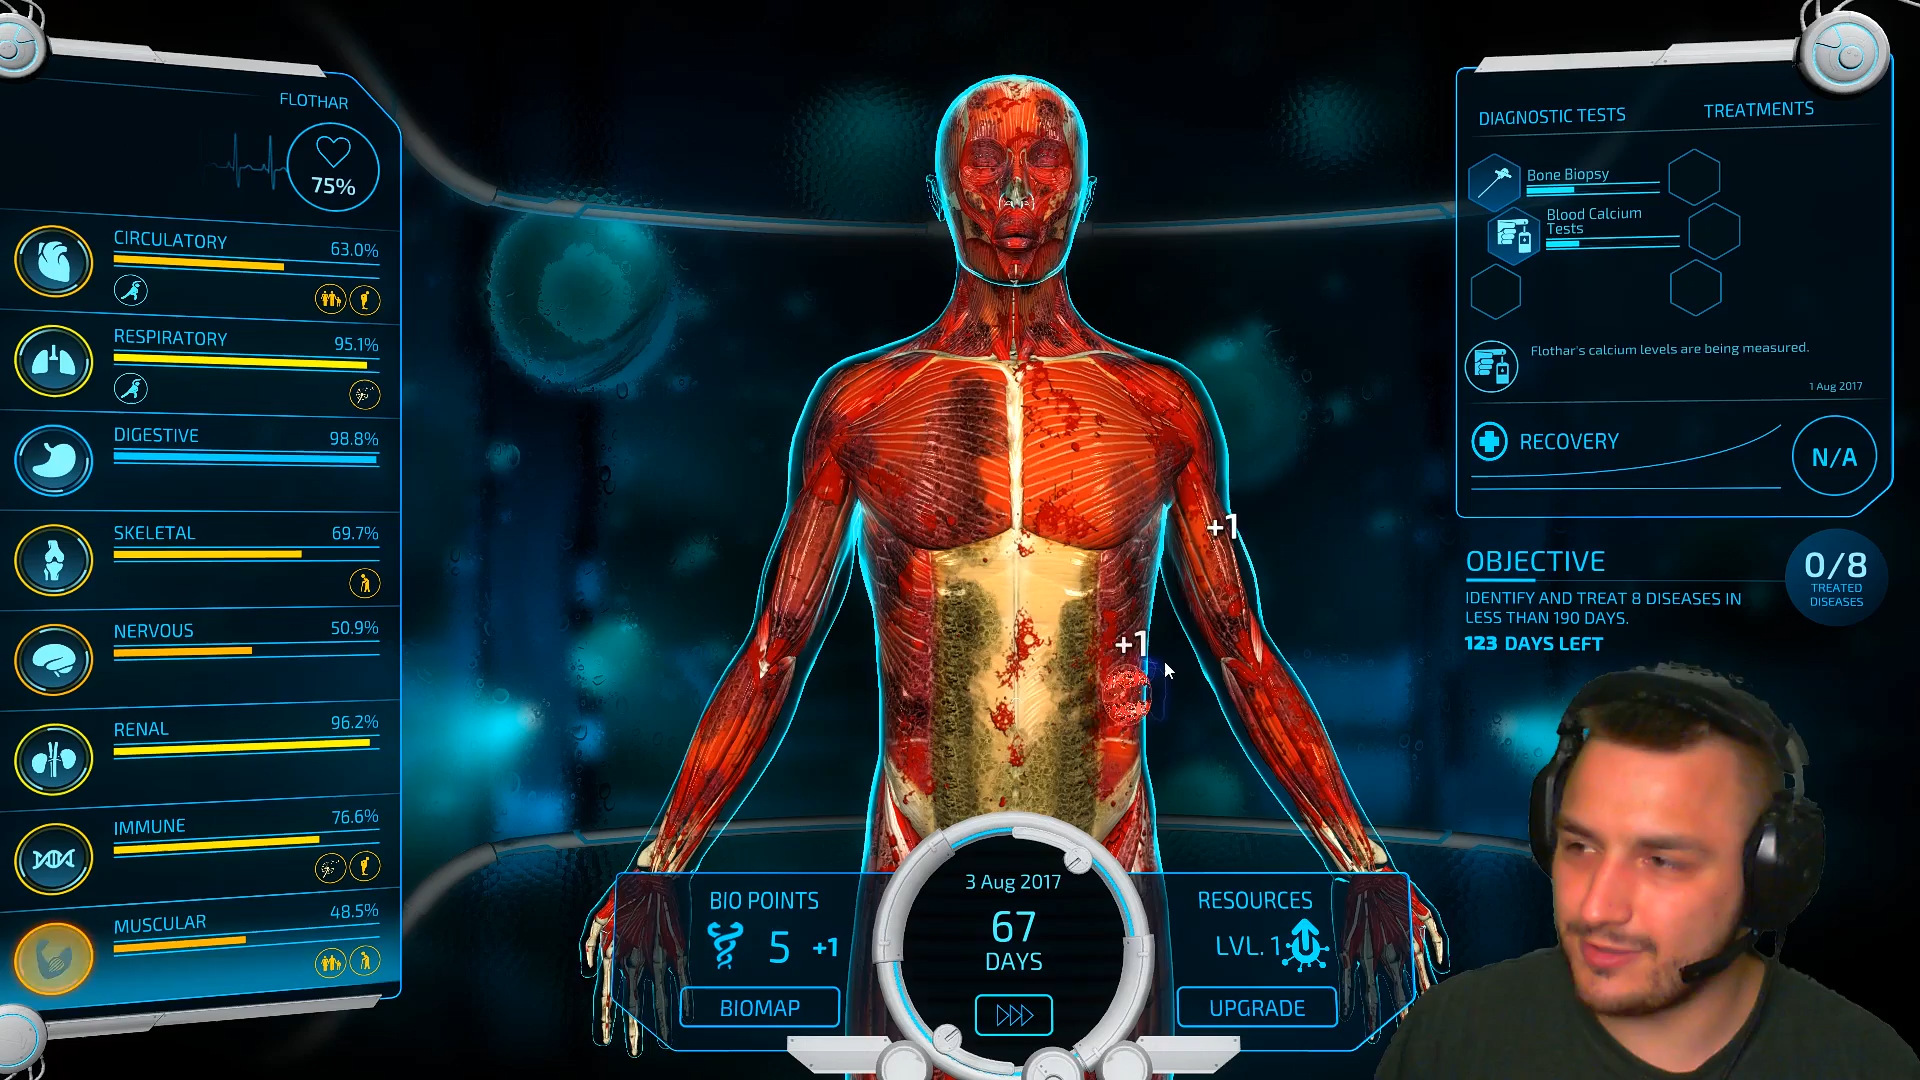 FLOTHAR
75%
CIRCULATORY 63.0%
RESPIRATORY 95.1%
DIGESTIVE 98.8%
SKELETAL 69.7%
NERVOUS 50.9%
RENAL 96.2%
IMMUNE 76.6%
MUSCULAR 48.5%
+1
+1
BIO POINTS
5 +1
BIOMAP
3 Aug 2017
67
DAYS
RESOURCES
LVL. 1
UPGRADE
DIAGNOSTIC TESTS TREATMENTS
Bone Biopsy
Blood Calcium
Tests
Flothar's calcium levels are being measured.
1 Aug 2017
RECOVERY
N/A
OBJECTIVE
IDENTIFY AND TREAT 8 DISEASES IN
LESS THAN 190 DAYS.
123 DAYS LEFT
0/8
TREATED
DISEASES